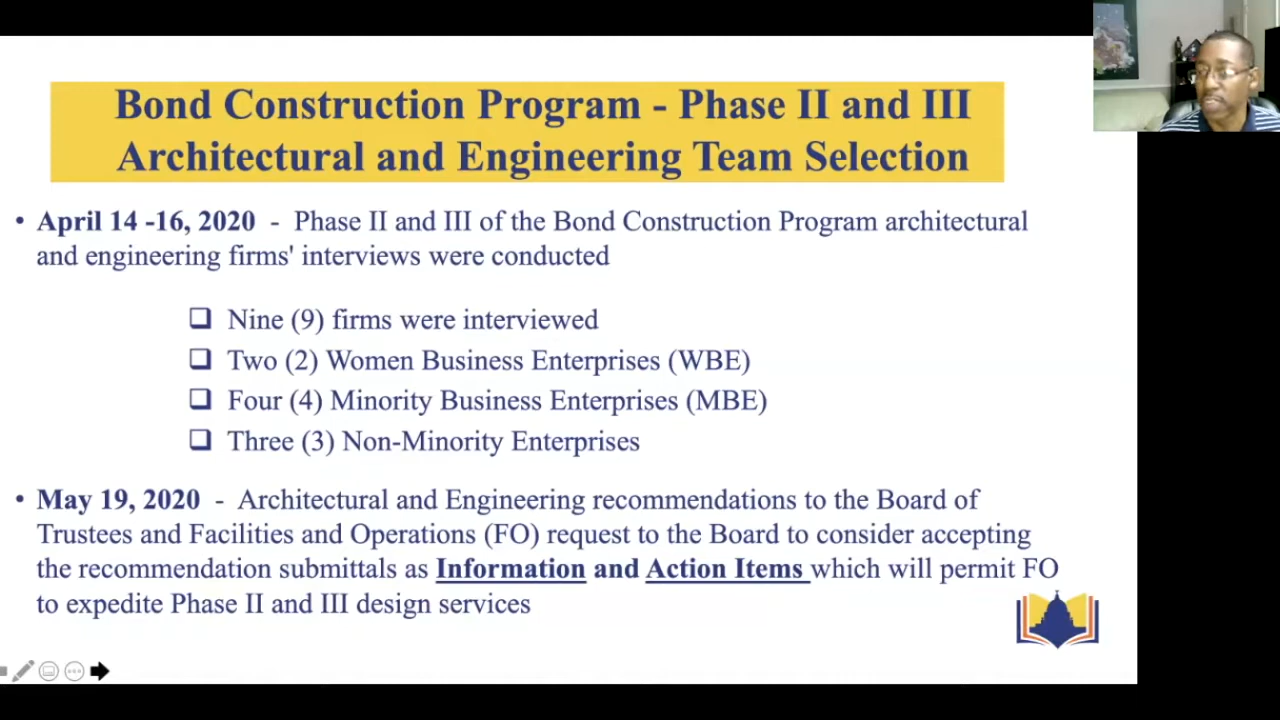 Bond Construction Program - Phase II and III
Architectural and Engineering Team Selection
• April 14 -16, 2020 - Phase II and III of the Bond Construction Program architectural
and engineering firms' interviews were conducted
❑ Nine (9) firms were interviewed
❑ Two (2) Women Business Enterprises (WBE)
❑ Four (4) Minority Business Enterprises (MBE)
❑ Three (3) Non-Minority Enterprises
• May 19, 2020 - Architectural and Engineering recommendations to the Board of
Trustees and Facilities and Operations (FO) request to the Board to consider accepting
the recommendation submittals as Information and Action Items which will permit FO
to expedite Phase II and III design services